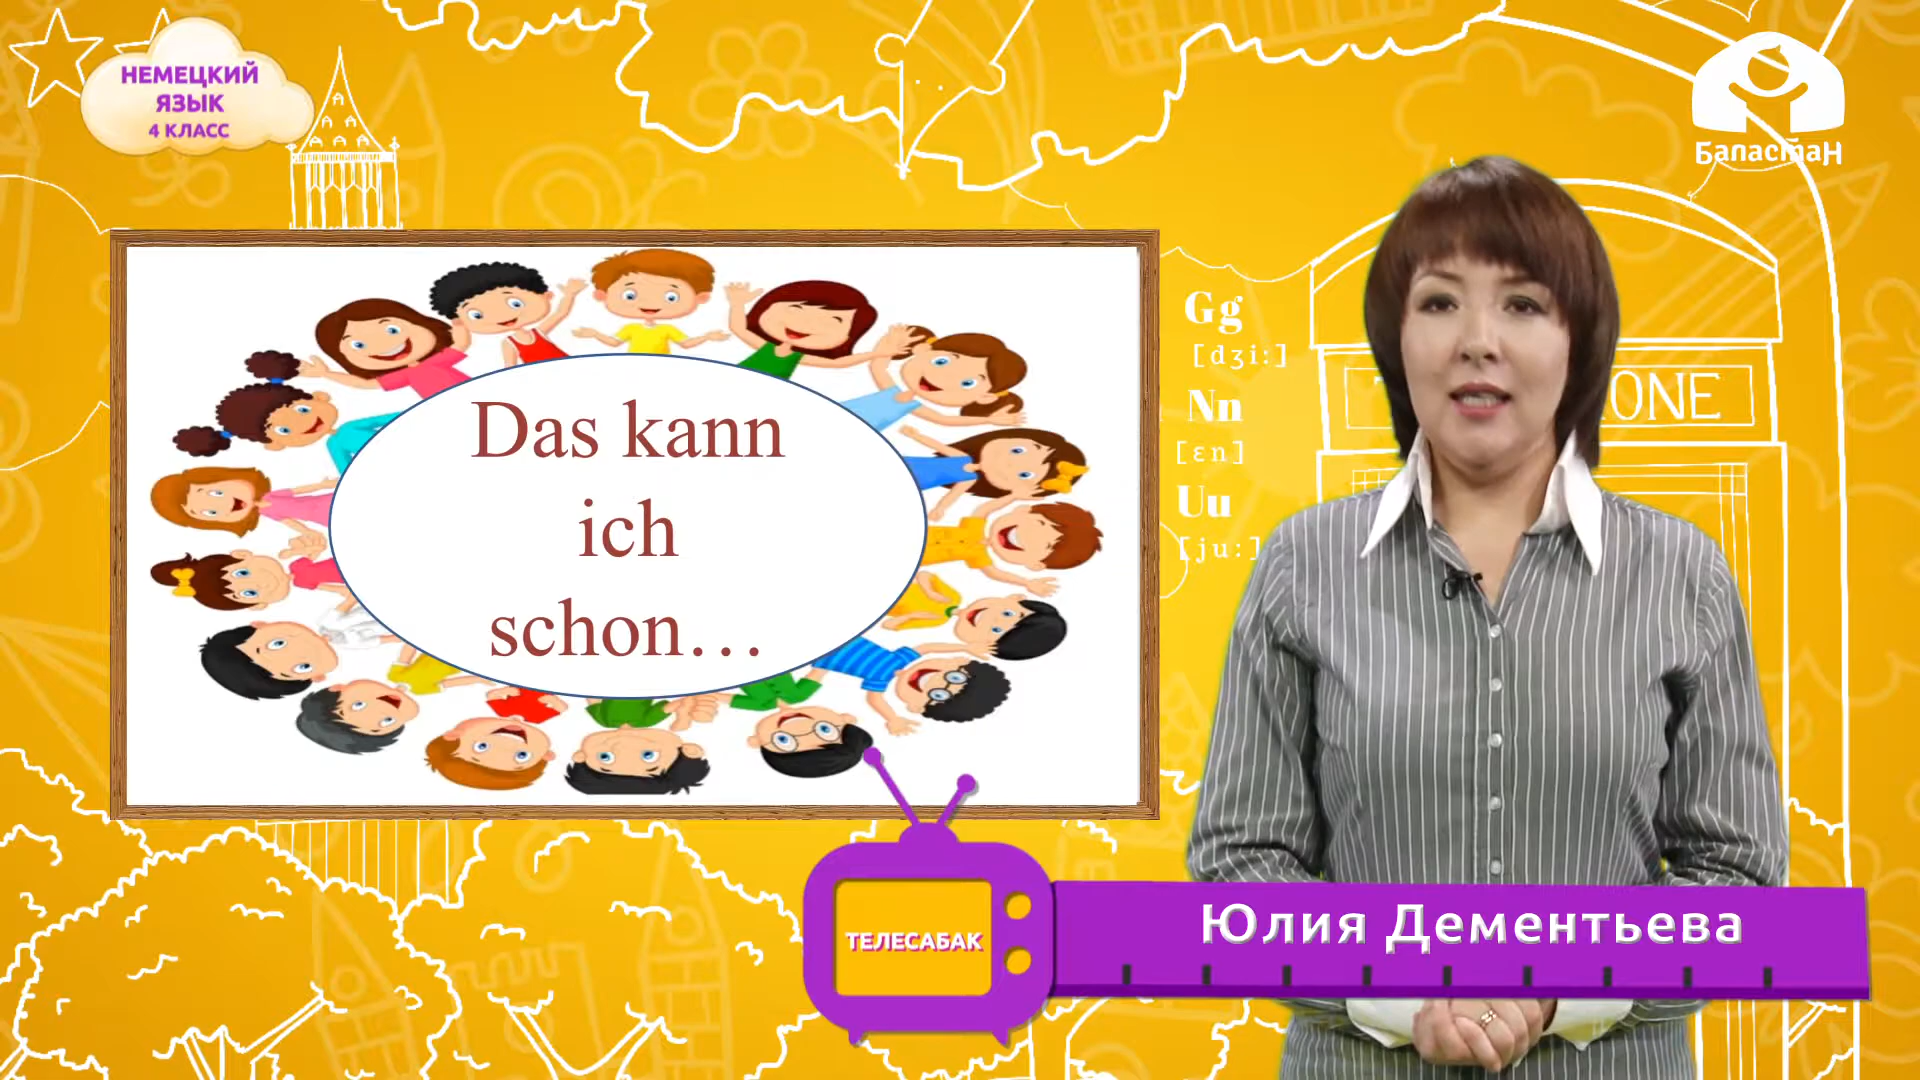 НЕМЕЦКИЙ
ЯЗЫК
4 КЛАСС
Баластан
Das kann
ich
schon...
Gg
[dʒi:]
Nn
[ɛn]
Uu
[ju:]
ONE
ТЕЛЕСАБАК
Юлия Дементьева